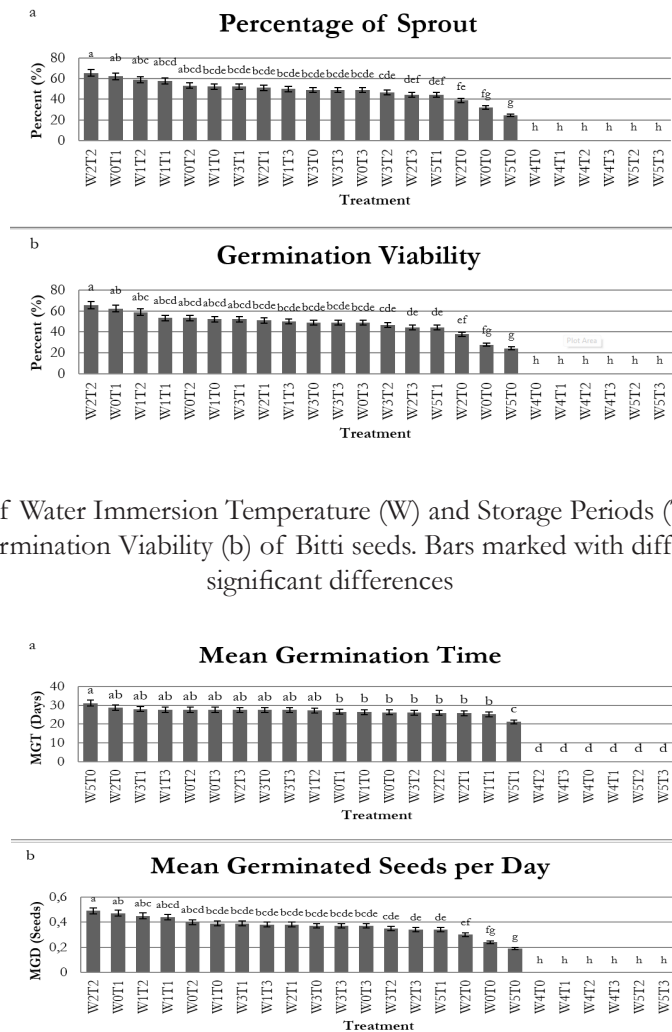 a
Percentage of Sprout
Percent (%)
80
60
40
20
0
a ab abc abcd abcd bcde bcde bcde bcde bcde bcde bcde cde def def fe fg g h h h h h h
W2T2 W0T1 W1T2 W1T1 W0T2 W1T0 W3T1 W2T1 W1T3 W3T0 W3T3 W0T3 W3T2 W2T3 W5T1 W2T0 W0T0 W5T0 W4T0 W4T1 W4T2 W4T3 W5T2 W5T3
Treatment
b
Germination Viability
Percent (%)
80
60
40
20
0
a ab abc abcd abcd abcd abcd bcde bcde bcde bcde bcde cde de de ef fg g h h h h h h
Plot Area
W2T2 W0T1 W1T2 W1T1 W0T2 W1T0 W3T1 W2T1 W1T3 W3T0 W3T3 W0T3 W3T2 W2T3 W5T1 W2T0 W0T0 W5T0 W4T0 W4T1 W4T2 W4T3 W5T2 W5T3
Treatment
f Water Immersion Temperature (W) and Storage Periods (
rmination Viability (b) of Bitti seeds. Bars marked with diff
significant differences
a
Mean Germination Time
MGT (Days)
40
30
20
10
0
a ab ab ab ab ab ab ab ab b b b b b b c d d d d d d
W5T0 W2T0 W3T1 W1T3 W0T3 W2T3 W3T0 W3T3 W1T2 W0T1 W1T0 W3T2 W2T2 W2T1 W1T1 W5T1 W4T2 W4T3 W4T0 W4T1 W5T2 W5T3
Treatment
b
Mean Germinated Seeds per Day
MGD (Seeds)
0,6
0,4
0,2
0
a ab abc abcd abcd bcde bcde bcde bcde bcde bcde bcde cde de de ef fg g h h h h h h
W2T2 W0T1 W1T2 W1T1 W0T2 W1T0 W3T1 W1T3 W2T1 W3T0 W3T3 W0T3 W3T2 W2T3 W5T1 W2T0 W0T0 W5T0 W4T0 W4T1 W4T2 W4T3 W5T2 W5T3
Treatment